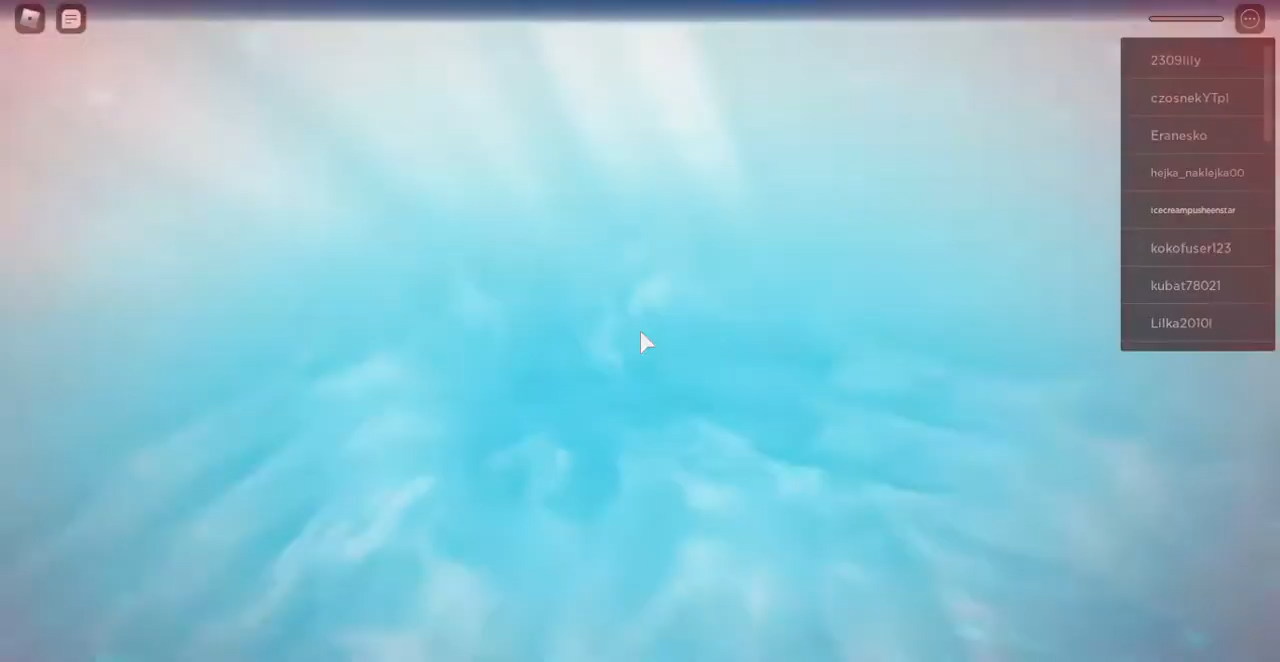 2309lily
czosnekYTpl
Eranesko
hejka_naklejka00
icecreampusheenstar
kokofuser123
kubat78021
Lilka2010l